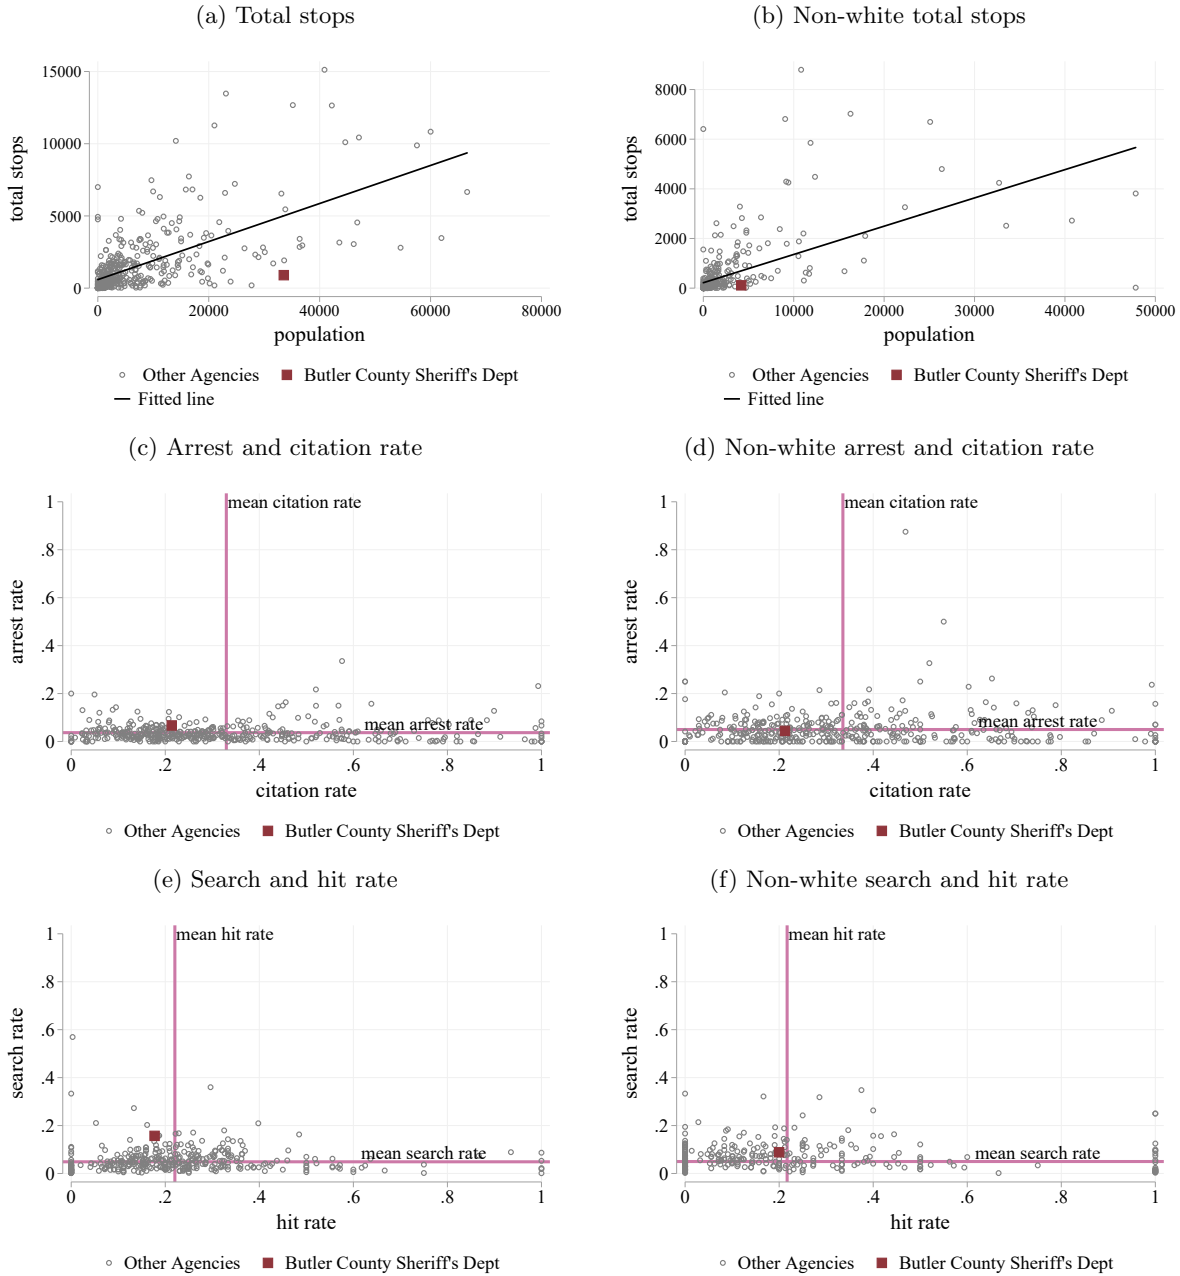 (a) Total stops
(b) Non-white total stops
total stops
15000
10000
5000
0
0 20000 40000 60000 80000
population
Other Agencies Butler County Sheriff's Dept
Fitted line
total stops
8000
6000
4000
2000
0
0 10000 20000 30000 40000 50000
population
Other Agencies Butler County Sheriff's Dept
Fitted line
(c) Arrest and citation rate
(d) Non-white arrest and citation rate
arrest rate
1
.8
.6
.4
.2
0
mean citation rate
mean arrest rate
0 .2 .4 .6 .8 1
citation rate
Other Agencies Butler County Sheriff's Dept
arrest rate
1
.8
.6
.4
.2
0
mean citation rate
mean arrest rate
0 .2 .4 .6 .8 1
citation rate
Other Agencies Butler County Sheriff's Dept
(e) Search and hit rate
(f) Non-white search and hit rate
search rate
1
.8
.6
.4
.2
0
mean hit rate
mean search rate
0 .2 .4 .6 .8 1
hit rate
Other Agencies Butler County Sheriff's Dept
search rate
1
.8
.6
.4
.2
0
mean hit rate
mean search rate
0 .2 .4 .6 .8 1
hit rate
Other Agencies Butler County Sheriff's Dept